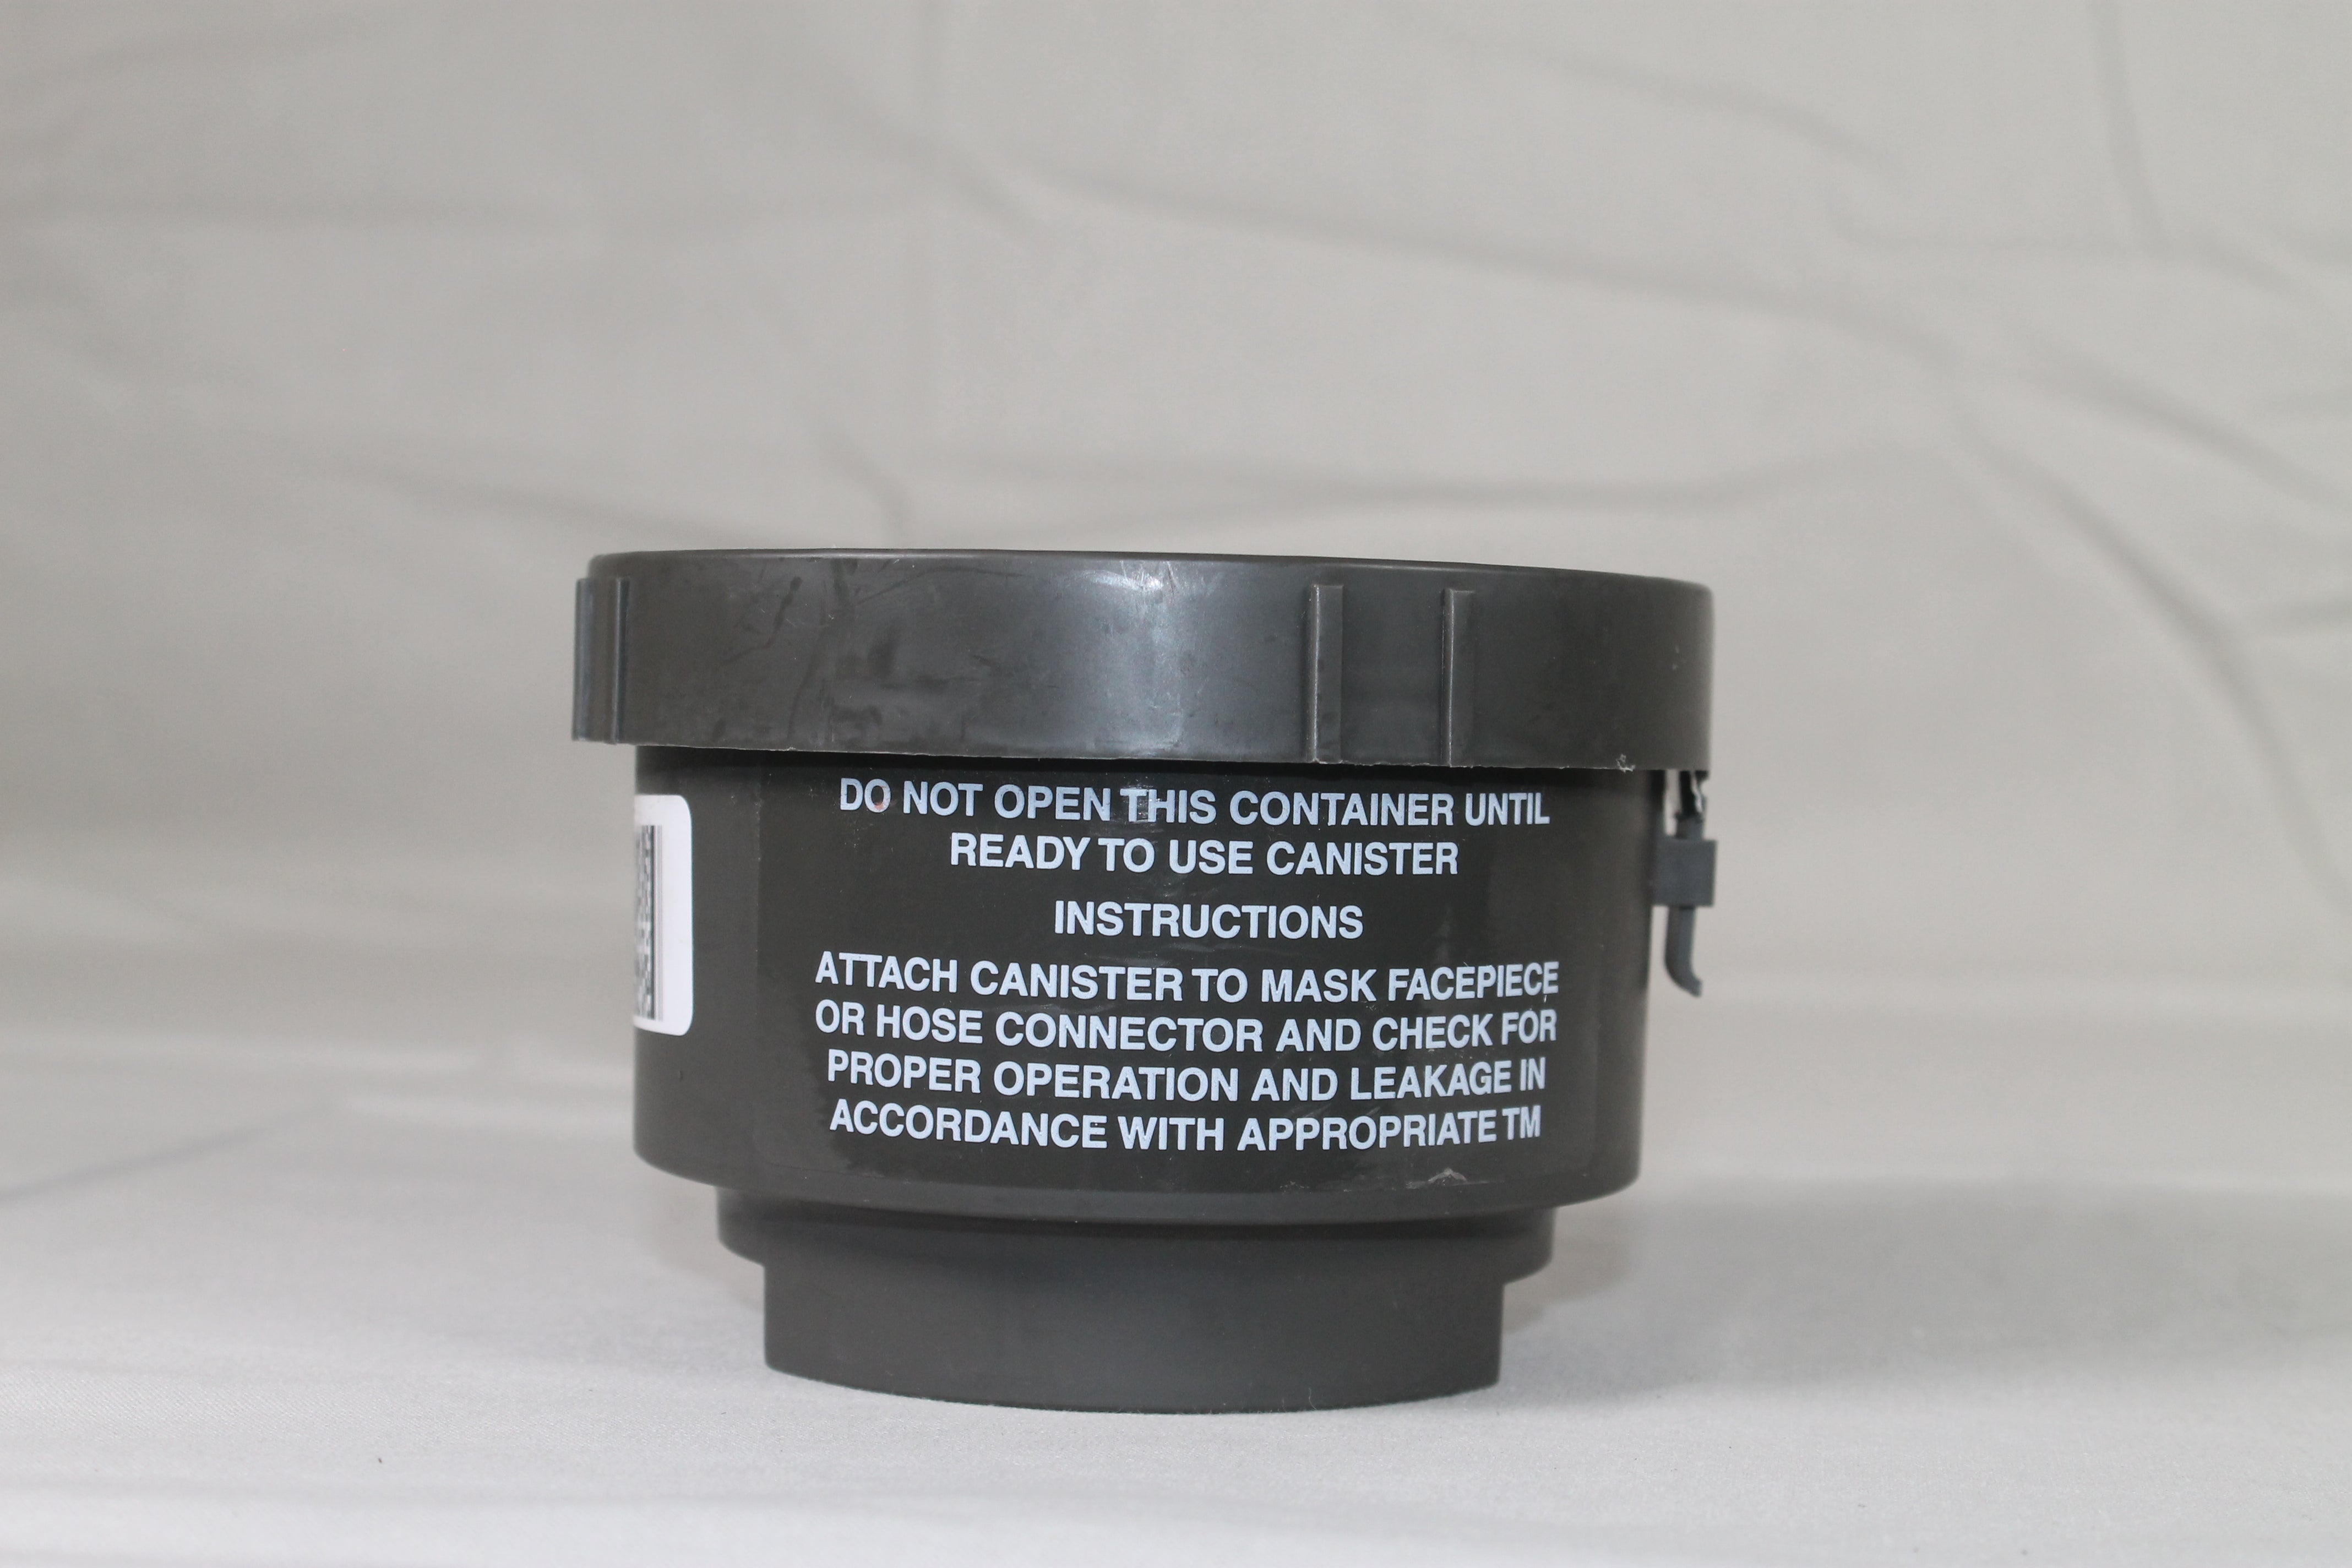 DO NOT OPEN THIS CONTAINER UNTIL
READY TO USE CANISTER
INSTRUCTIONS
ATTACH CANISTER TO MASK FACEPIECE
OR HOSE CONNECTOR AND CHECK FOR
PROPER OPERATION AND LEAKAGE IN
ACCORDANCE WITH APPROPRIATE TM